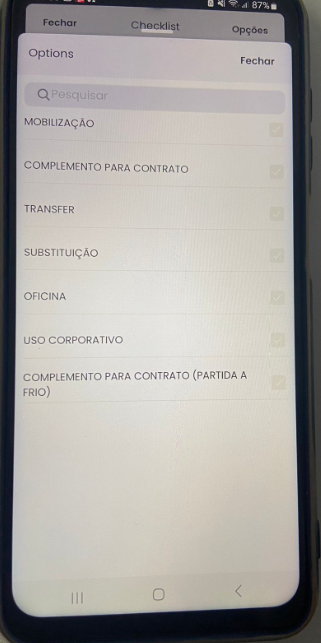 87%
Fechar Checklist Opções
Options Fechar
Pesquisar
MOBILIZAÇÃO
COMPLEMENTO PARA CONTRATO
TRANSFER
SUBSTITUIÇÃO
OFICINA
USO CORPORATIVO
COMPLEMENTO PARA CONTRATO (PARTIDA A
FRIO)